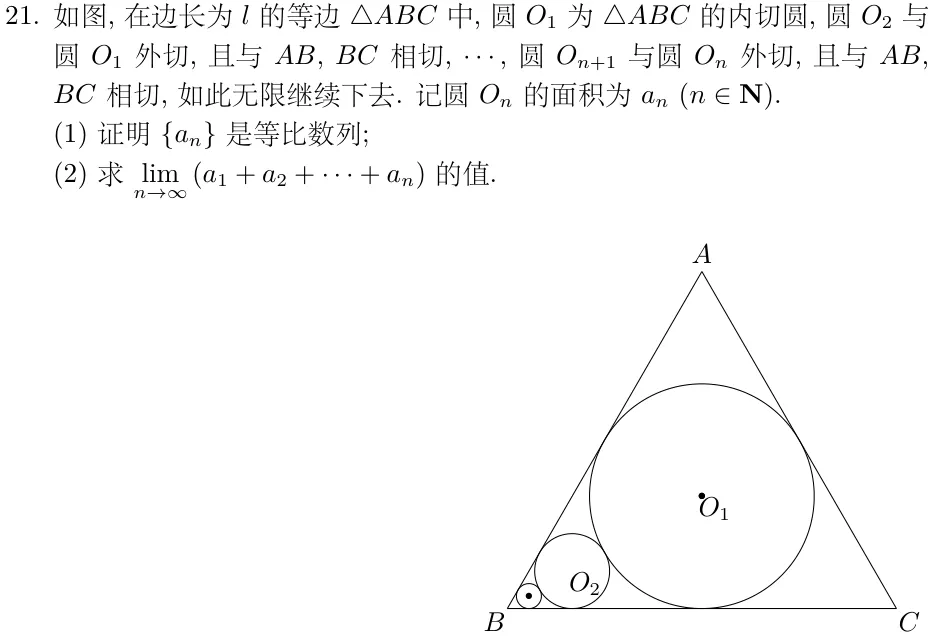 21. 如图, 在边长为 l 的等边 △ABC 中, 圆 O₁ 为 △ABC 的内切圆, 圆 O₂ 与
圆 O₁ 外切, 且与 AB, BC 相切, ⋯, 圆 Oₙ₊₁ 与圆 Oₙ 外切, 且与 AB,
BC 相切, 如此无限继续下去. 记圆 Oₙ 的面积为 aₙ (n ∈ N).
(1) 证明 {aₙ} 是等比数列;
(2) 求 lim_{n→∞} (a₁ + a₂ + ⋯ + aₙ) 的值.
A
O₁
O₂
B
C